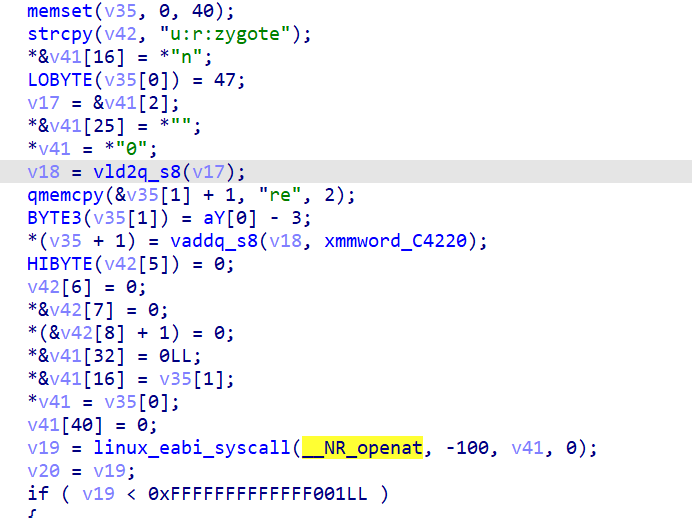 memset(v35, 0, 40);
strcpy(v42, "u:r:zygote");
*&v41[16] = *"n";
LOBYTE(v35[0]) = 47;
v17 = &v41[2];
*&v41[25] = *"";
*v41 = *"0";
v18 = vld2q_s8(v17);
qmemcpy(&v35[1] + 1, "re", 2);
BYTE3(v35[1]) = aY[0] - 3;
*(v35 + 1) = vaddq_s8(v18, xmmword_C4220);
HIBYTE(v42[5]) = 0;
v42[6] = 0;
*&v42[7] = 0;
*(&v42[8] + 1) = 0;
*&v41[32] = 0LL;
*&v41[16] = v35[1];
*v41 = v35[0];
v41[40] = 0;
v19 = linux_eabi_syscall(__NR_openat, -100, v41, 0);
v20 = v19;
if ( v19 < 0xFFFFFFFFFFFFF001LL )
{